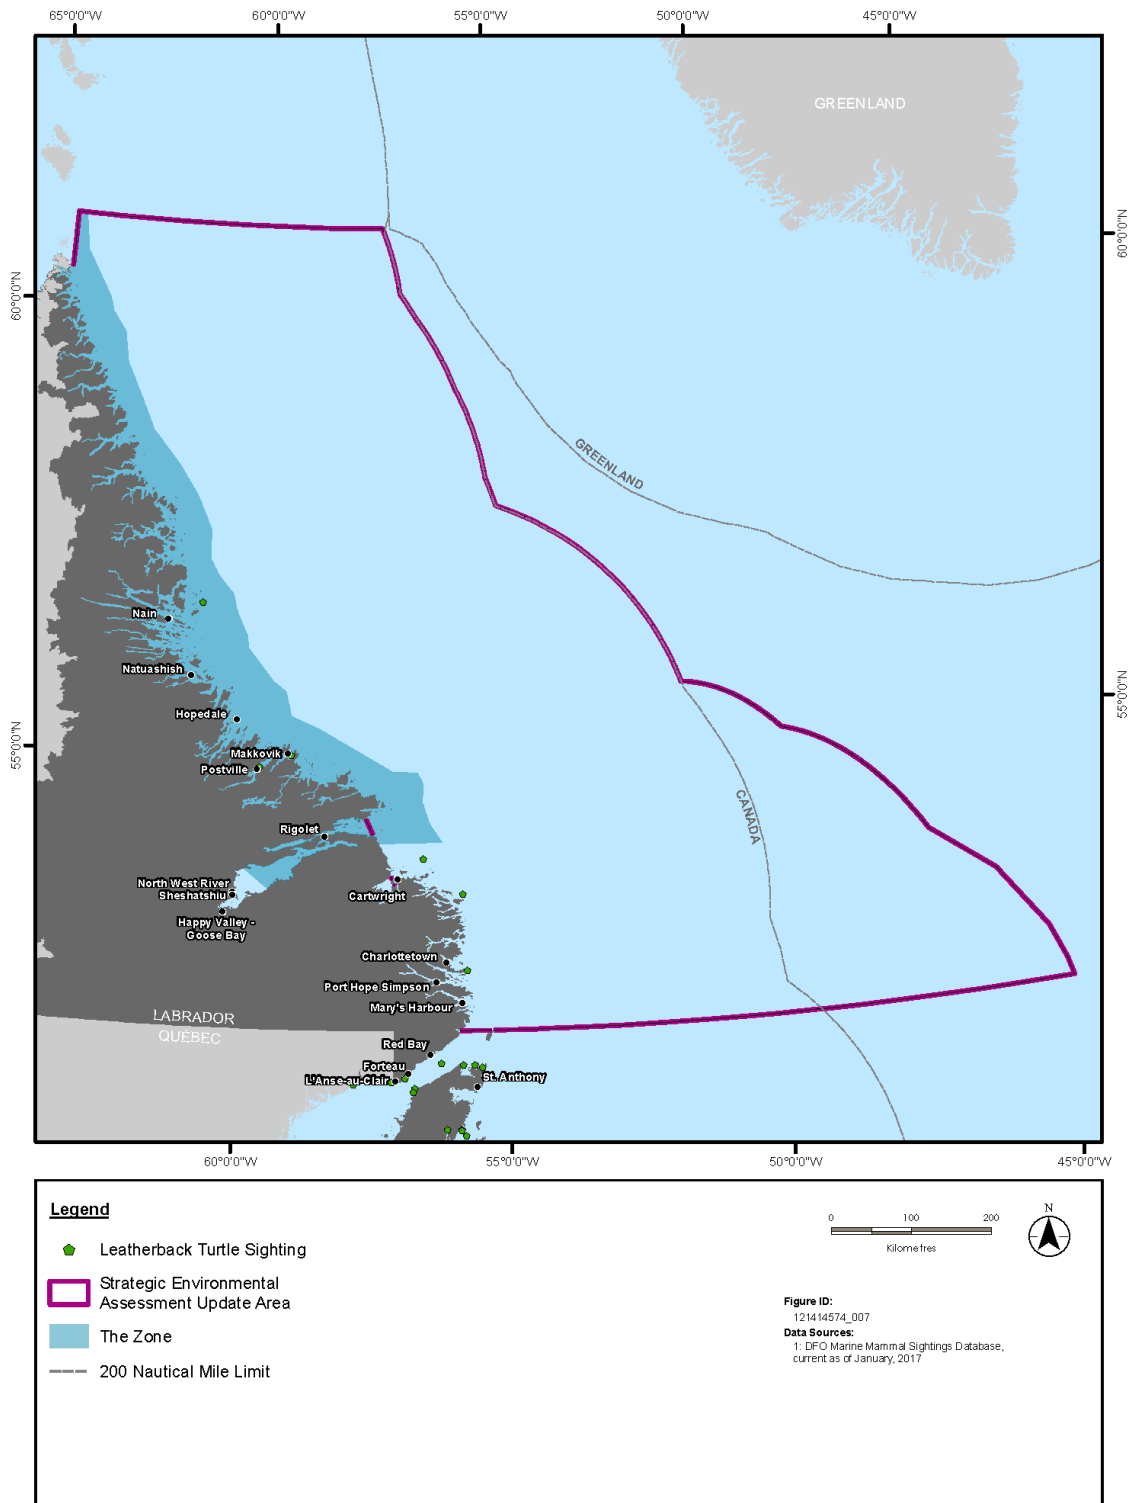 65°0'0"W 60°0'0"W 55°0'0"W 50°0'0"W 45°0'0"W
GREENLAND
60°0'0"N
60°0'0"N
GREENLAND
Nain
Natuashish
55°0'0"N
Hopedale
55°0'0"N
Makkovik
Postville
CANADA
Rigolet
North West River
Sheshatshiu
Cartwright
Happy Valley -
Goose Bay
Charlottetown
Port Hope Simpson
Mary's Harbour
LABRADOR
QUÉBEC
Red Bay
Forteau
L'Anse-au-Clair
St. Anthony
60°0'0"W 55°0'0"W 50°0'0"W 45°0'0"W
Legend
Leatherback Turtle Sighting
Strategic Environmental
Assessment Update Area
The Zone
200 Nautical Mile Limit
0 100 200
Kilometres
N
Figure ID:
121414574_007
Data Sources:
1: DFO Marine Mammal Sightings Database,
current as of January, 2017